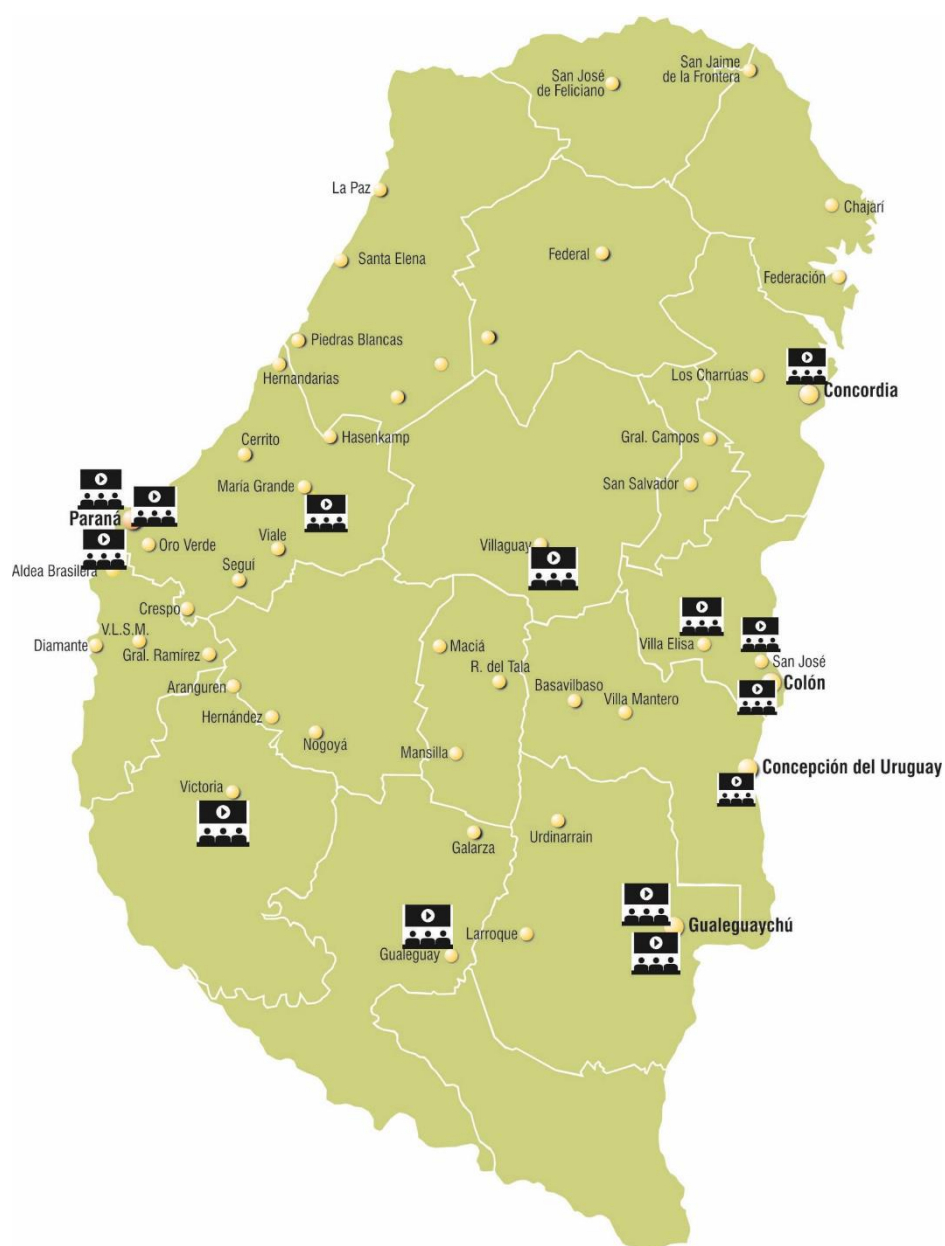 San José
de Feliciano
San Jaime
de la Frontera
La Paz
Chajarí
Santa Elena
Federal
Federación
Piedras Blancas
Hernandarias
Los Charrúas
Concordia
Cerrito
Hasenkamp
Gral. Campos
María Grande
San Salvador
Paraná
Oro Verde
Viale
Villaguay
Aldea Brasilera
Seguí
Crespo
V.L.S.M.
Diamante
Gral. Ramírez
Maciá
Villa Elisa
San José
R. del Tala
Aranguren
Basavilbaso
Villa Mantero
Colón
Hernández
Nogoyá
Mansilla
Concepción del Uruguay
Victoria
Galarza
Urdinarrain
Larroque
Gualeguaychú
Gualeguay